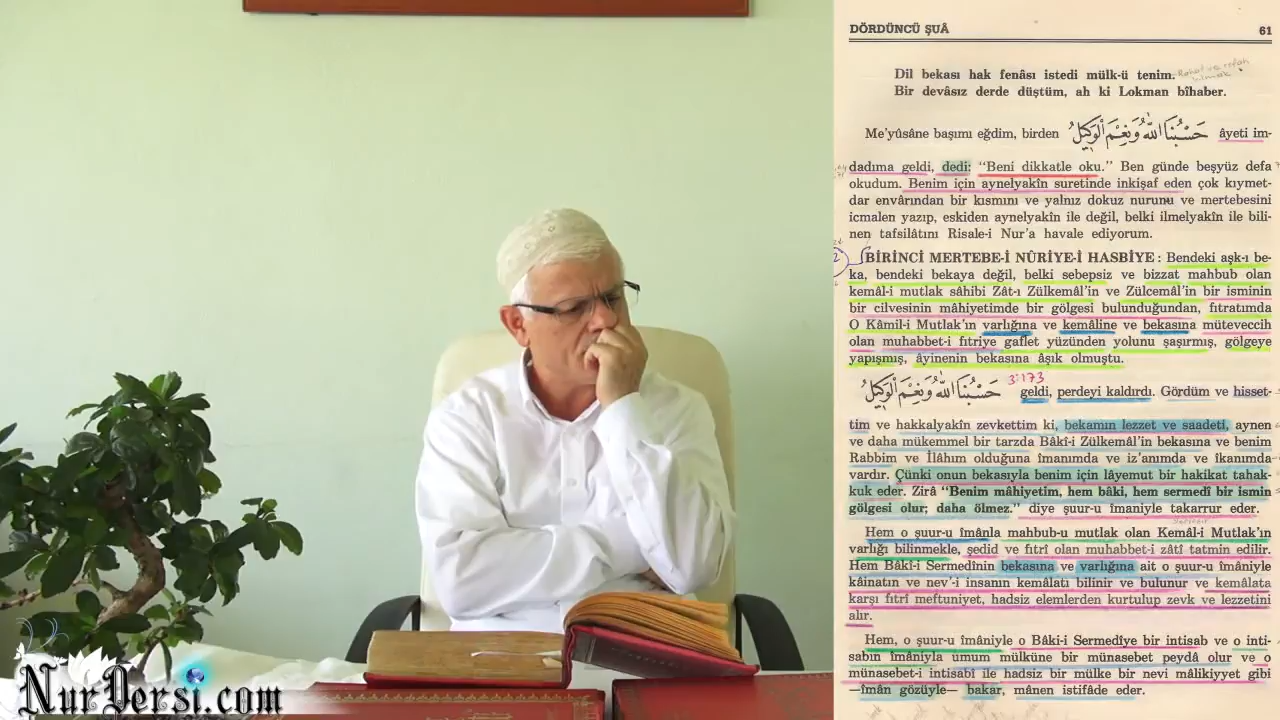 DÖRDÜNCÜ ŞUÂ 61
Dil bekası hak fenâsı istedi mülk-ü tenim.
Bir devâsız derde düştüm, ah ki Lokman bîhaber.
Me'yûsâne başımı eğdim, birden حَسْبُنَا اللّٰهُ وَنِعْمَ الْوَكِيلُ âyeti im-
dadıma geldi, dedi: "Beni dikkatle oku." Ben günde beşyüz defa
okudum. Benim için aynelyakîn suretinde inkişaf eden çok kıymet-
dar envârından bir kısmını ve yalnız dokuz nurunu ve mertebesini
icmalen yazıp, eskiden aynelyakîn ile değil, belki ilmelyakîn ile bili-
nen tafsilâtını Risale-i Nur'a havale ediyorum.
BİRİNCİ MERTEBE-İ NÛRİYE-İ HASBİYE : Bendeki aşk-ı be-
ka, bendeki bekaya değil, belki sebepsiz ve bizzat mahbub olan
kemâl-i mutlak sâhibi Zât-ı Zülkemâl'in ve Zülcemâl'in bir isminin
bir cilvesinin mâhiyetimde bir gölgesi bulunduğundan, fıtratımda
O Kâmil-i Mutlak'ın varlığına ve kemâline ve bekasına müteveccih
olan muhabbet-i fıtriye gaflet yüzünden yolunu şaşırmış, gölgeye
yapışmış, âyinenin bekasına âşık olmuştu.
حَسْبُنَا اللّٰهُ وَنِعْمَ الْوَكِيلُ 3:173 geldi, perdeyi kaldırdı. Gördüm ve hisset-
tim ve hakkalyakîn zevkettim ki, bekamın lezzet ve saadeti, aynen
ve daha mükemmel bir tarzda Bâki-i Zülkemâl'in bekasına ve benim
Rabbim ve İlâhım olduğuna îmanımda ve iz'anımda ve îkanımda
vardır. Çünki onun bekasıyla benim için lâyemut bir hakikat tahak-
kuk eder. Zirâ "Benim mâhiyetim, hem bâki, hem sermedî bir ismin
gölgesi olur; daha ölmez." diye şuur-u îmaniyle takarrur eder.
Hem o şuur-u îmânla mahbub-u mutlak olan Kemâl-i Mutlak'ın
varlığı bilinmekle, şedid ve fıtrî olan muhabbet-i zâtî tatmin edilir.
Hem Bâki-i Sermedînin bekasına ve varlığına ait o şuur-u îmâniyle
kâinatın ve nev'-i insanın kemâlatı bilinir ve bulunur ve kemâlata
karşı fıtrî meftuniyet, hadsiz elemlerden kurtulup zevk ve lezzetini
alır.
Hem, o şuur-u îmâniyle o Bâki-i Sermedîye bir intisab ve o inti-
sabın îmâniyla umum mülküne bir münasebet peydâ olur ve o
münasebet-i intisabî ile hadsiz bir mülke bir nevi mâlikiyyet gibi
—îmân gözüyle— bakar, mânen istifâde eder.
NurDersi.com